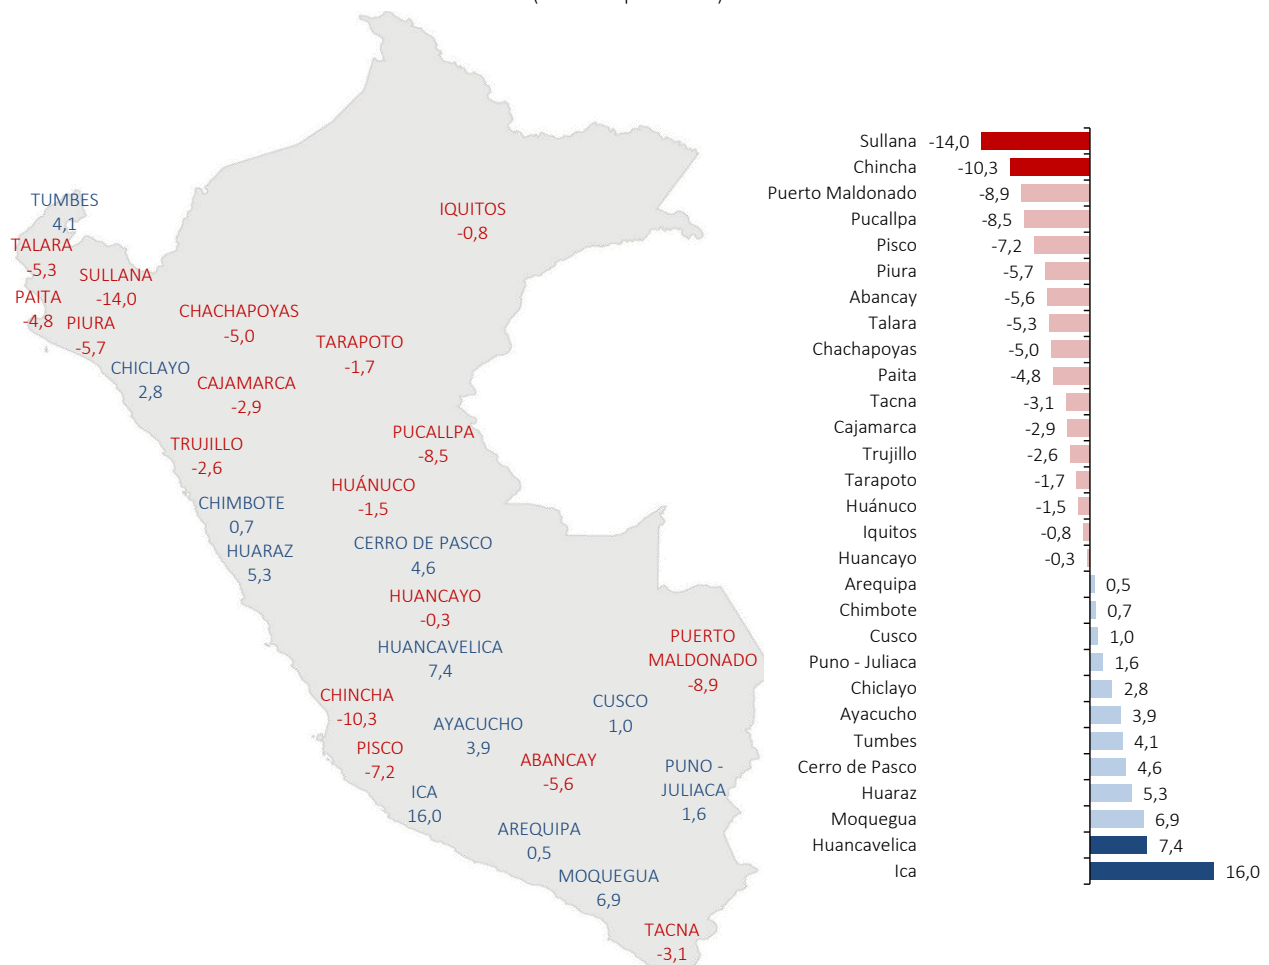 TUMBES
4,1
TALARA
-5,3
SULLANA
-14,0
PAITA
-4,8
PIURA
-5,7
IQUITOS
-0,8
CHACHAPOYAS
-5,0
TARAPOTO
-1,7
CHICLAYO
2,8
CAJAMARCA
-2,9
TRUJILLO
-2,6
PUCALLPA
-8,5
HUÁNUCO
-1,5
CHIMBOTE
0,7
HUARAZ
5,3
CERRO DE PASCO
4,6
HUANCAYO
-0,3
HUANCAVELICA
7,4
PUERTO
MALDONADO
-8,9
CHINCHA
-10,3
CUSCO
1,0
AYACUCHO
3,9
PISCO
-7,2
ABANCAY
-5,6
PUNO -
JULIACA
1,6
ICA
16,0
AREQUIPA
0,5
MOQUEGUA
6,9
TACNA
-3,1
Sullana -14,0
Chincha -10,3
Puerto Maldonado -8,9
Pucallpa -8,5
Pisco -7,2
Piura -5,7
Abancay -5,6
Talara -5,3
Chachapoyas -5,0
Paita -4,8
Tacna -3,1
Cajamarca -2,9
Trujillo -2,6
Tarapoto -1,7
Huánuco -1,5
Iquitos -0,8
Huancayo -0,3
Arequipa 0,5
Chimbote 0,7
Cusco 1,0
Puno - Juliaca 1,6
Chiclayo 2,8
Ayacucho 3,9
Tumbes 4,1
Cerro de Pasco 4,6
Huaraz 5,3
Moquegua 6,9
Huancavelica 7,4
Ica 16,0